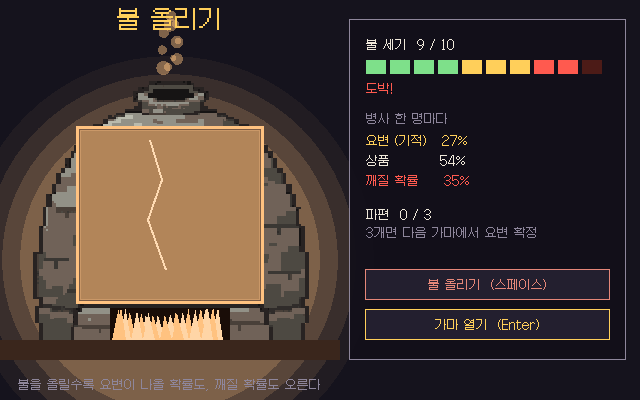 불 올리기
불 세기 9 / 10
도박!
병사 한 명마다
요변 (기적) 27%
상품 54%
깨질 확률 35%
파편 0 / 3
3개면 다음 가마에서 요변 확정
불 올리기 (스페이스)
가마 열기 (Enter)
불을 올릴수록 요변이 나올 확률도, 깨질 확률도 오른다